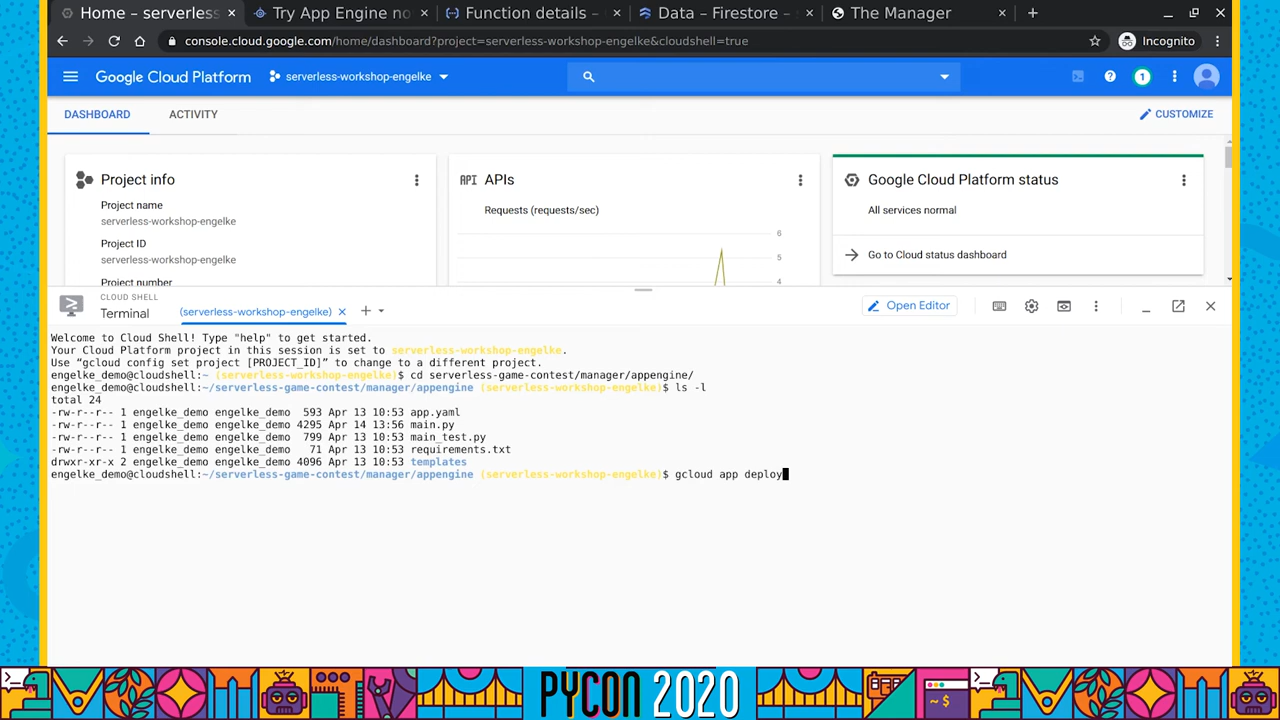 Home – serverless
Try App Engine no
Function details –
Data – Firestore –
The Manager
console.cloud.google.com/home/dashboard?project=serverless-workshop-engelke&cloudshell=true
Incognito
Google Cloud Platform
serverless-workshop-engelke
1
DASHBOARD
ACTIVITY
CUSTOMIZE
Project info
Project name
serverless-workshop-engelke
Project ID
serverless-workshop-engelke
Project number
API APIs
Requests (requests/sec)
6
5
4
Google Cloud Platform status
All services normal
Go to Cloud status dashboard
CLOUD SHELL
Terminal
(serverless-workshop-engelke)
Open Editor
Welcome to Cloud Shell! Type "help" to get started.
Your Cloud Platform project in this session is set to serverless-workshop-engelke.
Use “gcloud config set project [PROJECT_ID]” to change to a different project.
engelke_demo@cloudshell:~ (serverless-workshop-engelke)$ cd serverless-game-contest/manager/appengine/
engelke_demo@cloudshell:~/serverless-game-contest/manager/appengine (serverless-workshop-engelke)$ ls -l
total 24
-rw-r--r-- 1 engelke_demo engelke_demo  593 Apr 13 10:53 app.yaml
-rw-r--r-- 1 engelke_demo engelke_demo 4295 Apr 14 13:56 main.py
-rw-r--r-- 1 engelke_demo engelke_demo  799 Apr 13 10:53 main_test.py
-rw-r--r-- 1 engelke_demo engelke_demo   71 Apr 13 10:53 requirements.txt
drwxr-xr-x 2 engelke_demo engelke_demo 4096 Apr 13 10:53 templates
engelke_demo@cloudshell:~/serverless-game-contest/manager/appengine (serverless-workshop-engelke)$ gcloud app deploy
PYCON 2020
~$